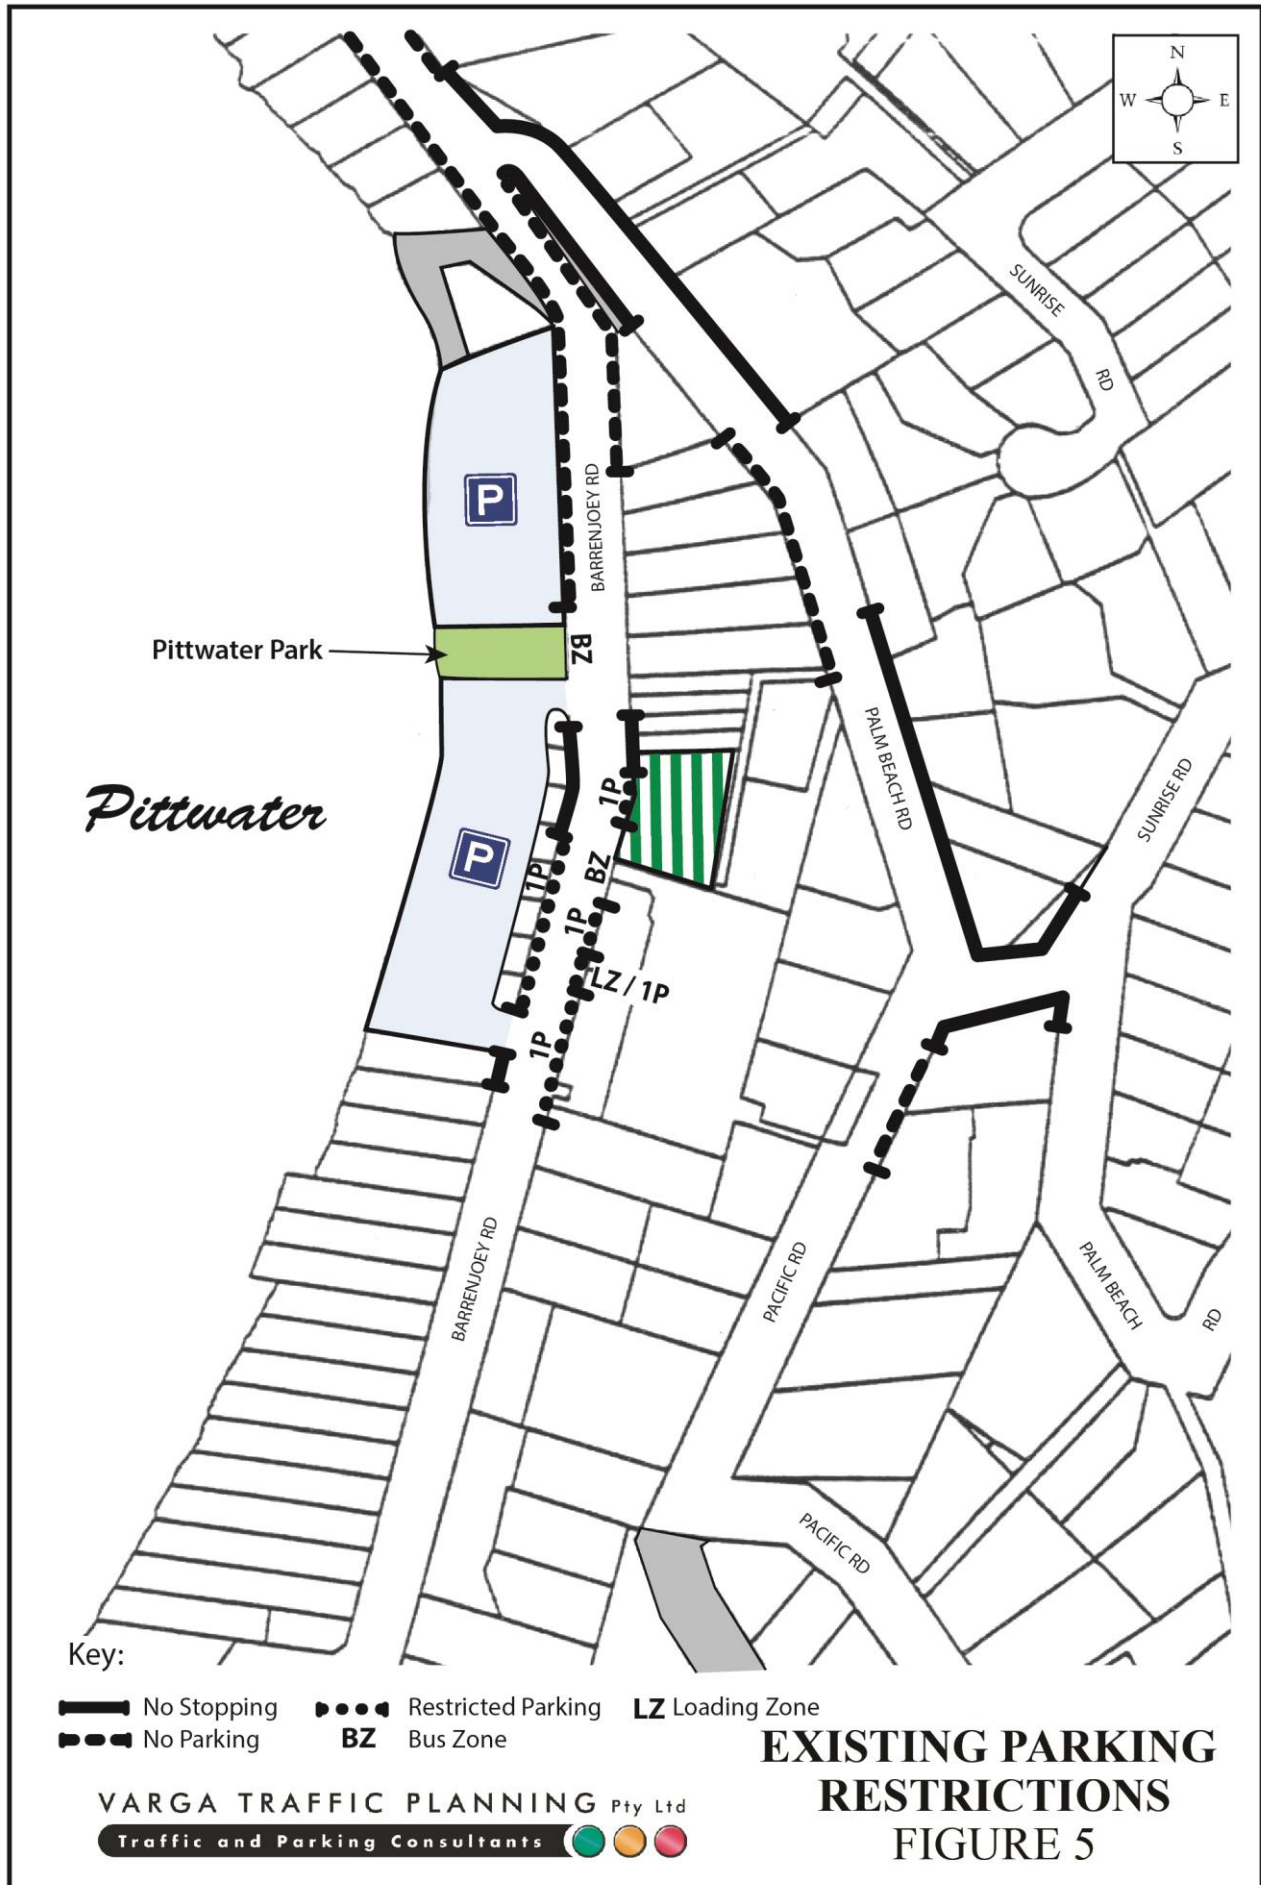 N
W E
S
SUNRISE
RD
P
BARRENJOEY RD
Pittwater Park
BZ
PALM BEACH RD
SUNRISE RD
Pittwater
1P
P
BZ
1P
1P
LZ / 1P
1P
BARRENJOEY RD
PACIFIC RD
PALM BEACH
RD
PACIFIC RD
Key:
No Stopping Restricted Parking LZ Loading Zone
No Parking BZ Bus Zone
EXISTING PARKING
RESTRICTIONS
FIGURE 5
VARGA TRAFFIC PLANNING Pty Ltd
Traffic and Parking Consultants